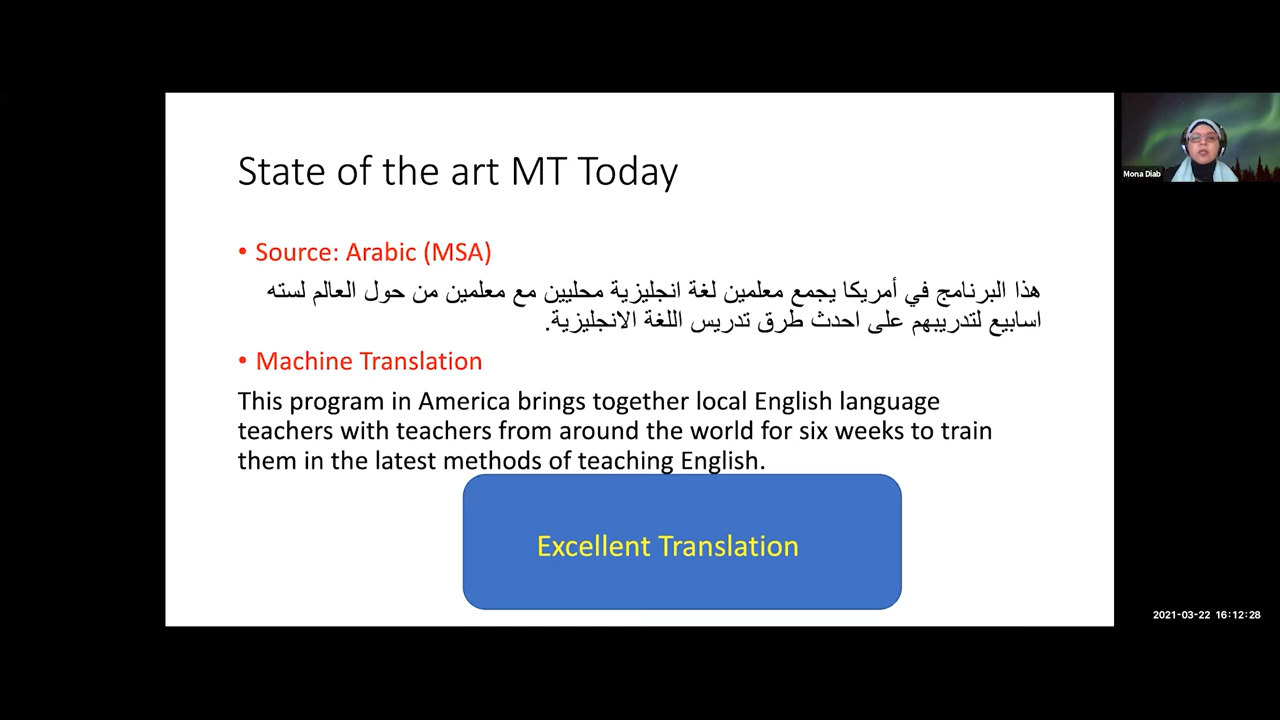 State of the art MT Today
• Source: Arabic (MSA)
هذا البرنامج في أمريكا يجمع معلمين لغة انجليزية محليين مع معلمين من حول العالم لسته
اسابيع لتدريبهم على احدث طرق تدريس اللغة الانجليزية.
• Machine Translation
This program in America brings together local English language
teachers with teachers from around the world for six weeks to train
them in the latest methods of teaching English.
Excellent Translation
Mona Diab
2021-03-22 16:12:28